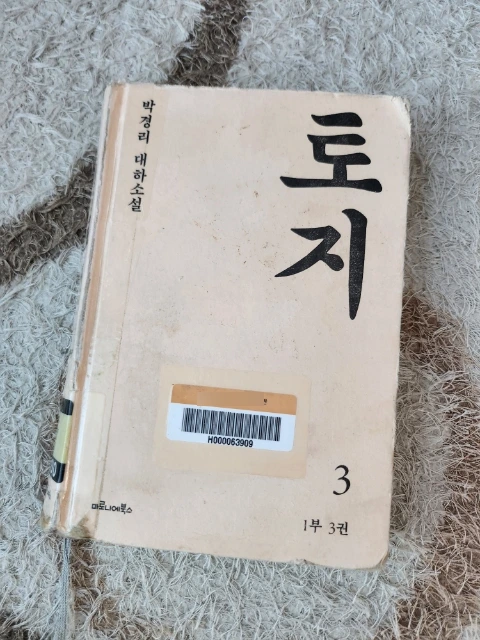 박경리 대하소설
토지
H000063909
3
1부 3권
마로니에북스